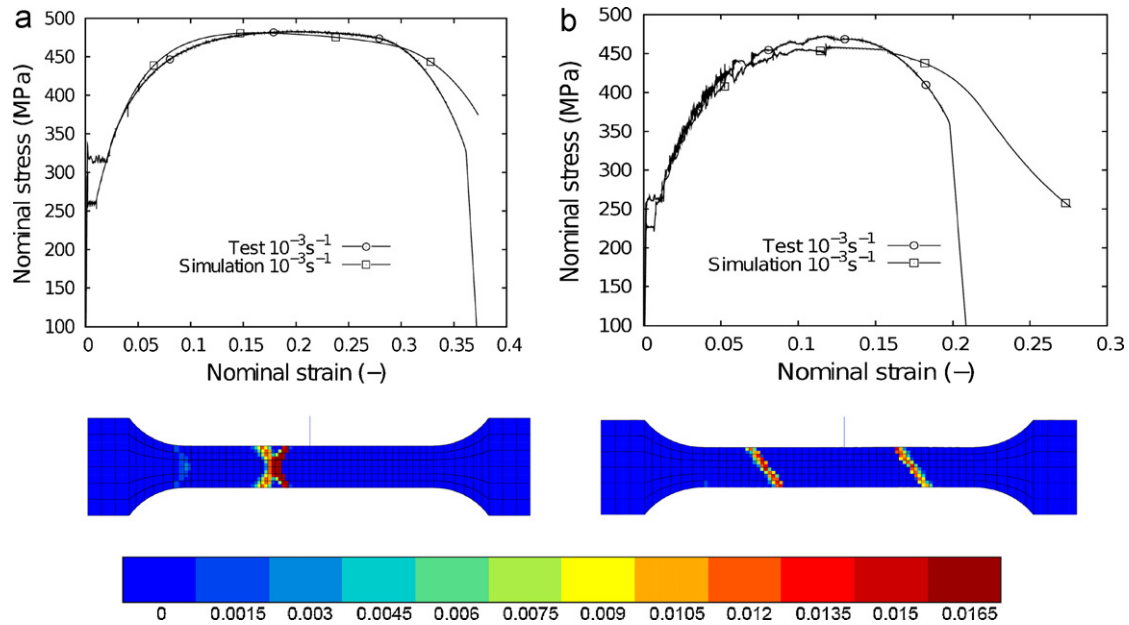 a
Nominal stress (MPa)
500
450
400
350
300
250
200
150
100
Test 10⁻³s⁻¹
Simulation 10⁻³s⁻¹
0 0.05 0.1 0.15 0.2 0.25 0.3 0.35 0.4
Nominal strain (–)
b
Nominal stress (MPa)
500
450
400
350
300
250
200
150
100
Test 10⁻³s⁻¹
Simulation 10⁻³s⁻¹
0 0.05 0.1 0.15 0.2 0.25 0.3
Nominal strain (–)
0 0.0015 0.003 0.0045 0.006 0.0075 0.009 0.0105 0.012 0.0135 0.015 0.0165